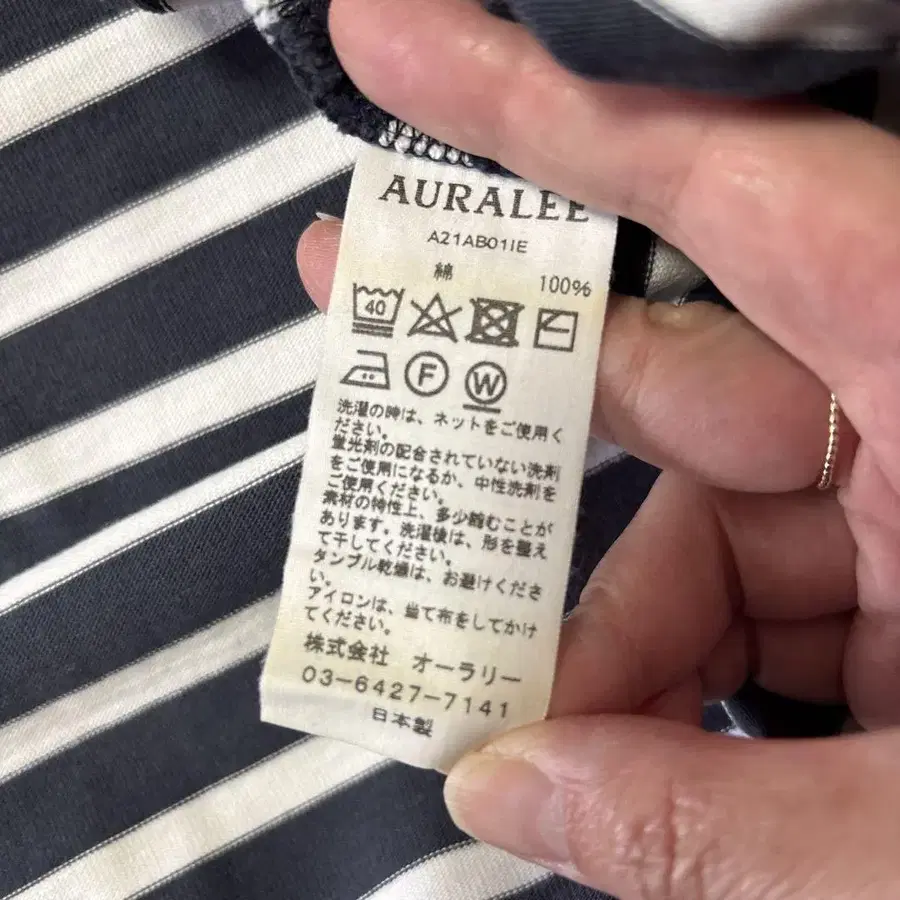 AURALEE
A21AB01IE
綿 100%
40
F W
洗濯の時は、ネットをご使用く
ださい。
蛍光剤の配合されていない洗剤
をご使用になるか、中性洗剤を
ご使用ください。
素材の特性上、多少縮むことが
あります。洗濯後は、形を整え
て干してください。
タンブル乾燥は、お避けくださ
い。
アイロンは、当て布をしてかけ
てください。
株式会社 オーラリー
03-6427-7141
日本製